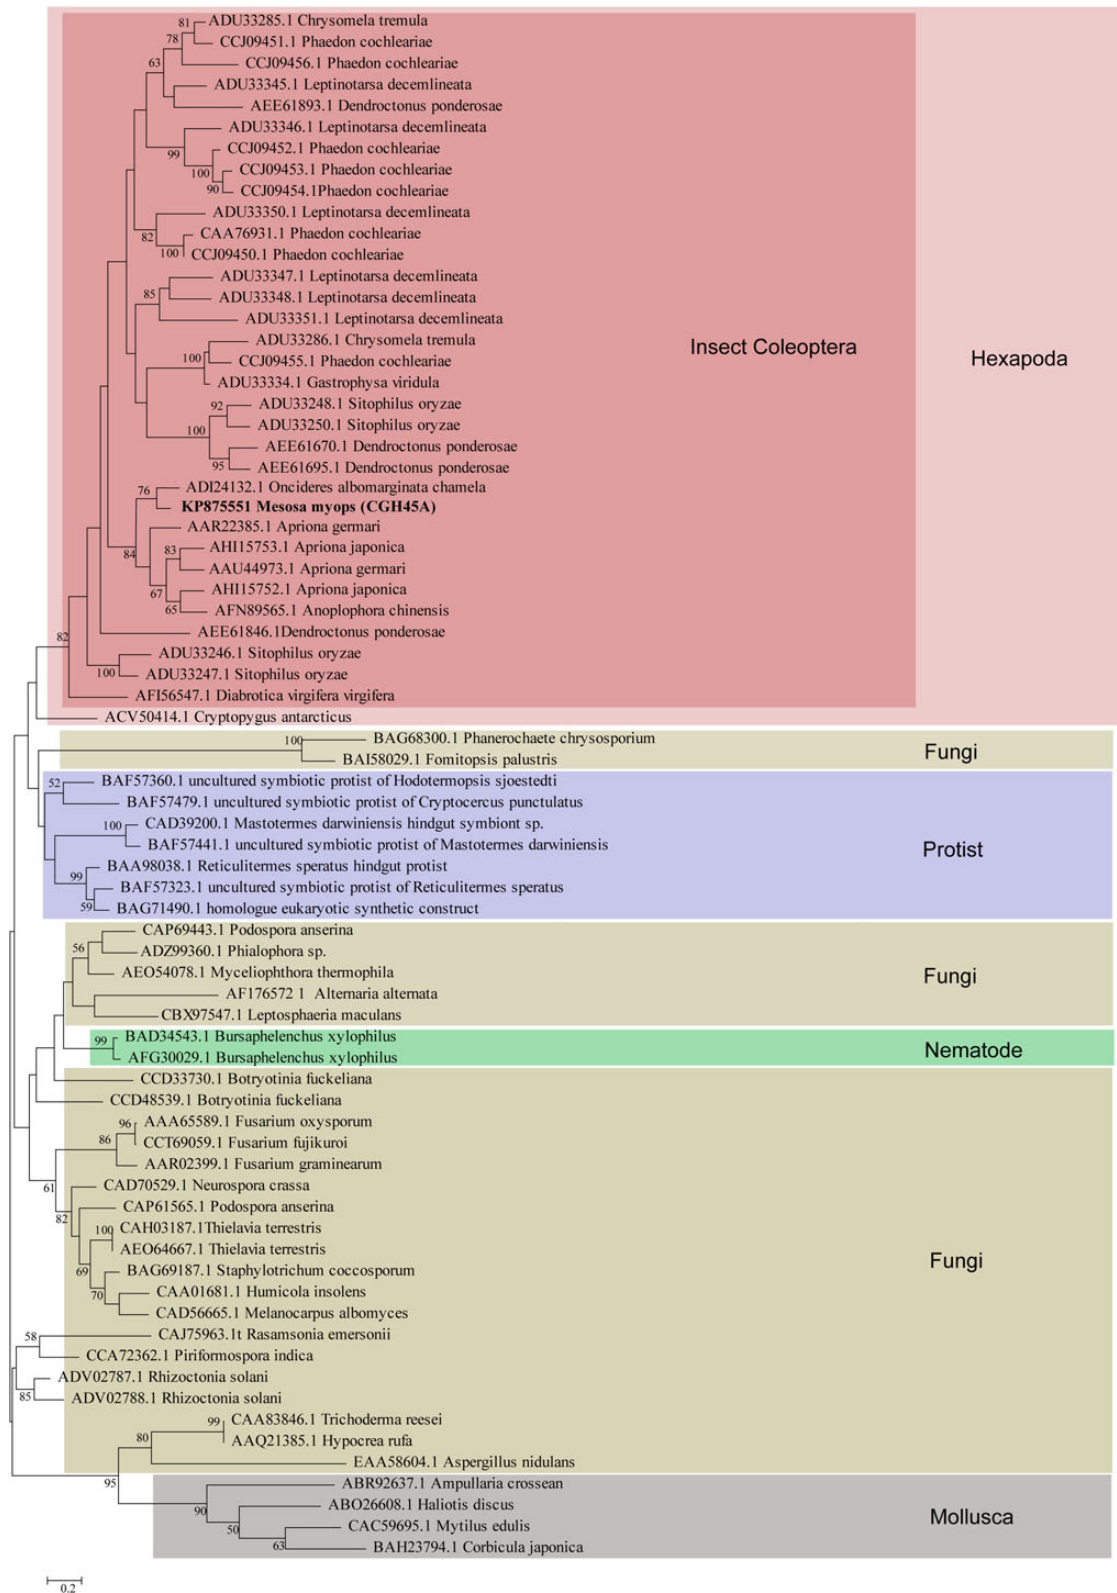 81 ADU33285.1 Chrysomela tremula
78 CCJ09451.1 Phaedon cochleariae
63 CCJ09456.1 Phaedon cochleariae
ADU33345.1 Leptinotarsa decemlineata
AEE61893.1 Dendroctonus ponderosae
ADU33346.1 Leptinotarsa decemlineata
99 CCJ09452.1 Phaedon cochleariae
100 CCJ09453.1 Phaedon cochleariae
90 CCJ09454.1Phaedon cochleariae
ADU33350.1 Leptinotarsa decemlineata
82 CAA76931.1 Phaedon cochleariae
100 CCJ09450.1 Phaedon cochleariae
ADU33347.1 Leptinotarsa decemlineata
85 ADU33348.1 Leptinotarsa decemlineata
ADU33351.1 Leptinotarsa decemlineata
ADU33286.1 Chrysomela tremula
Insect Coleoptera
Hexapoda
100 CCJ09455.1 Phaedon cochleariae
ADU33334.1 Gastrophysa viridula
92 ADU33248.1 Sitophilus oryzae
100 ADU33250.1 Sitophilus oryzae
AEE61670.1 Dendroctonus ponderosae
95 AEE61695.1 Dendroctonus ponderosae
76 ADI24132.1 Oncideres albomarginata chamela
KP875551 Mesosa myops (CGH45A)
AAR22385.1 Apriona germari
84 83 AHI15753.1 Apriona japonica
AAU44973.1 Apriona germari
67 AHI15752.1 Apriona japonica
65 AFN89565.1 Anoplophora chinensis
82 AEE61846.1Dendroctonus ponderosae
ADU33246.1 Sitophilus oryzae
100 ADU33247.1 Sitophilus oryzae
AFI56547.1 Diabrotica virgifera virgifera
ACV50414.1 Cryptopygus antarcticus
100 BAG68300.1 Phanerochaete chrysosporium
Fungi
BAI58029.1 Fomitopsis palustris
52 BAF57360.1 uncultured symbiotic protist of Hodotermopsis sjoestedti
BAF57479.1 uncultured symbiotic protist of Cryptocercus punctulatus
100 CAD39200.1 Mastotermes darwiniensis hindgut symbiont sp.
BAF57441.1 uncultured symbiotic protist of Mastotermes darwiniensis
Protist
99 BAA98038.1 Reticulitermes speratus hindgut protist
BAF57323.1 uncultured symbiotic protist of Reticulitermes speratus
59 BAG71490.1 homologue eukaryotic synthetic construct
CAP69443.1 Podospora anserina
56 ADZ99360.1 Phialophora sp.
AEO54078.1 Myceliophthora thermophila
Fungi
AF176572 1 Alternaria alternata
CBX97547.1 Leptosphaeria maculans
99 BAD34543.1 Bursaphelenchus xylophilus
Nematode
AFG30029.1 Bursaphelenchus xylophilus
CCD33730.1 Botryotinia fuckeliana
CCD48539.1 Botryotinia fuckeliana
96 AAA65589.1 Fusarium oxysporum
86 CCT69059.1 Fusarium fujikuroi
AAR02399.1 Fusarium graminearum
61 CAD70529.1 Neurospora crassa
82 CAP61565.1 Podospora anserina
100 CAH03187.1Thielavia terrestris
AEO64667.1 Thielavia terrestris
Fungi
69 BAG69187.1 Staphylotrichum coccosporum
70 CAA01681.1 Humicola insolens
CAD56665.1 Melanocarpus albomyces
58 CAJ75963.1t Rasamsonia emersonii
CCA72362.1 Piriformospora indica
ADV02787.1 Rhizoctonia solani
85 ADV02788.1 Rhizoctonia solani
99 CAA83846.1 Trichoderma reesei
80 AAQ21385.1 Hypocrea rufa
EAA58604.1 Aspergillus nidulans
95 ABR92637.1 Ampullaria crossean
90 ABO26608.1 Haliotis discus
Mollusca
50 CAC59695.1 Mytilus edulis
63 BAH23794.1 Corbicula japonica
0.2